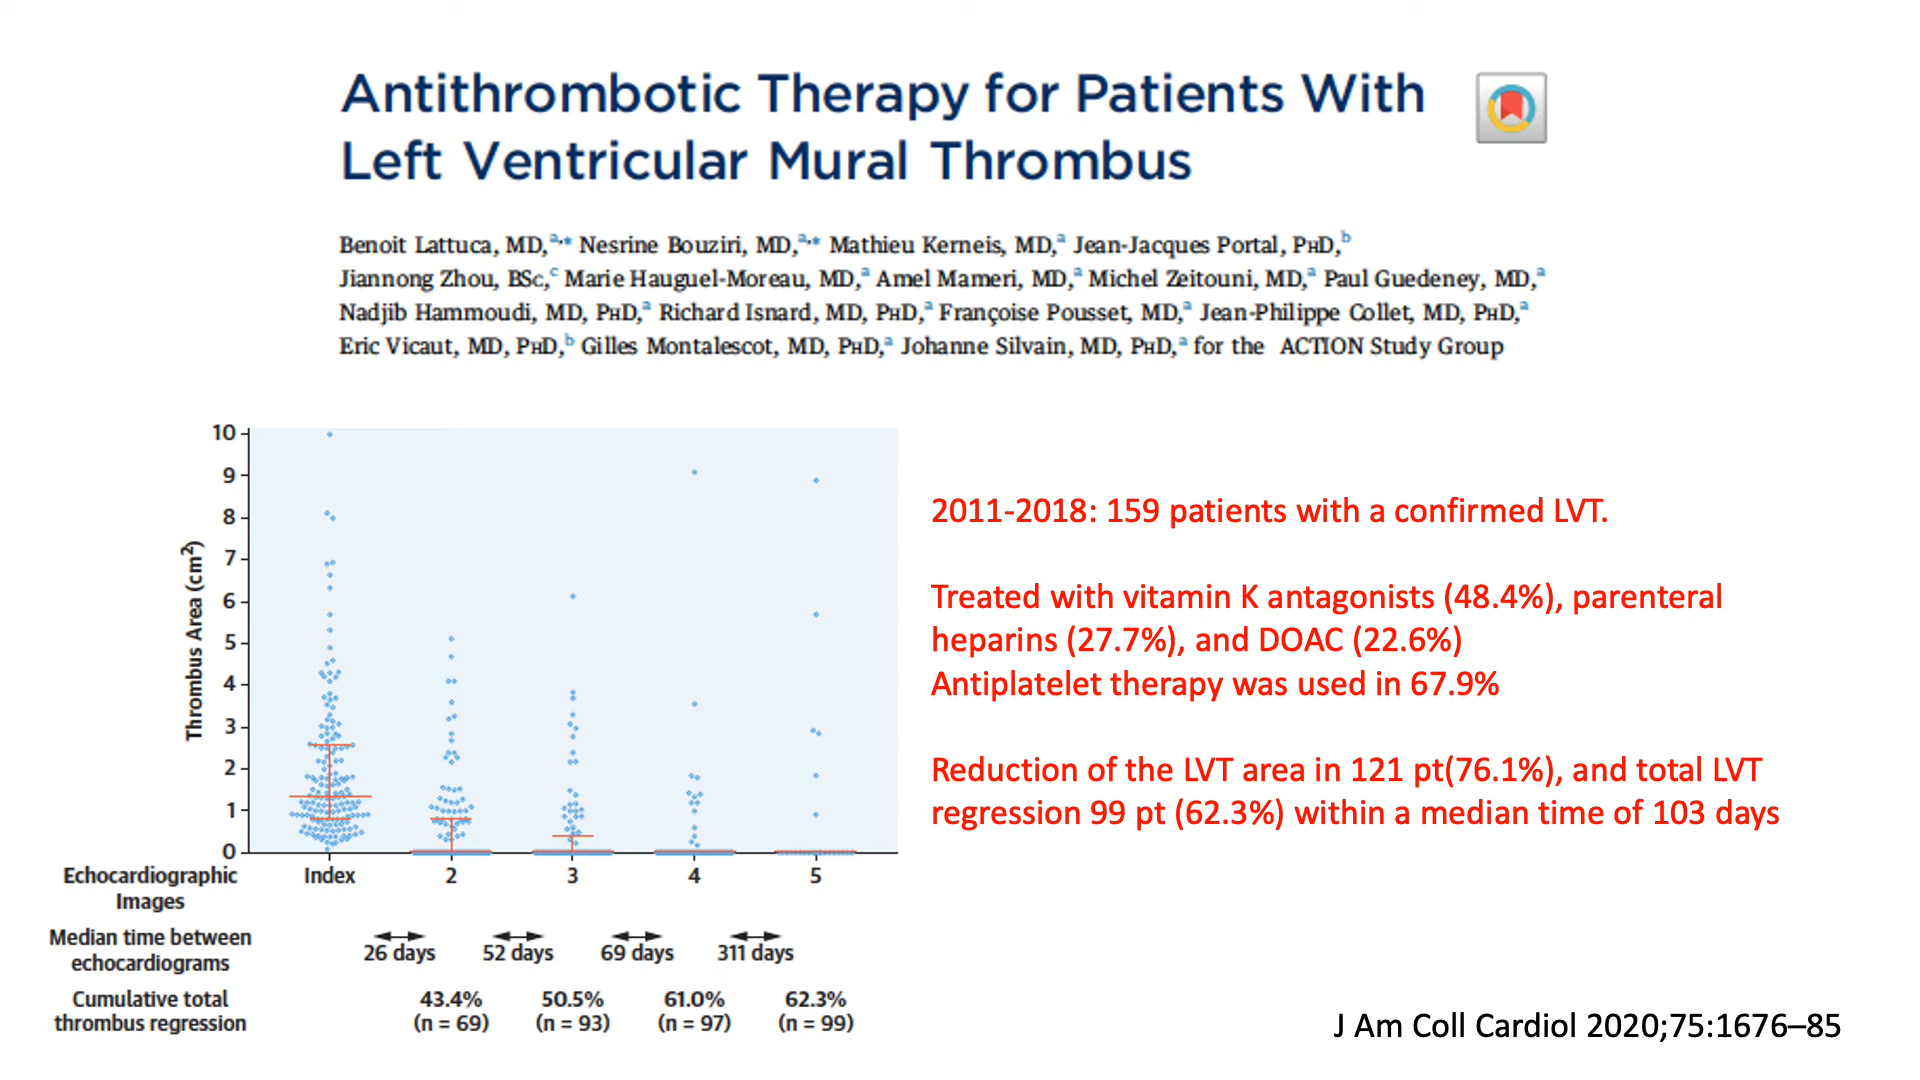 Antithrombotic Therapy for Patients With
Left Ventricular Mural Thrombus
Benoit Lattuca, MD,a,* Nesrine Bouziri, MD,a,* Mathieu Kerneis, MD,a Jean-Jacques Portal, PhD,b
Jiannong Zhou, BSc,c Marie Hauguel-Moreau, MD,a Amel Mameri, MD,a Michel Zeitouni, MD,a Paul Guedeney, MD,a
Nadjib Hammoudi, MD, PhD,a Richard Isnard, MD, PhD,a Françoise Pousset, MD,a Jean-Philippe Collet, MD, PhD,a
Eric Vicaut, MD, PhD,b Gilles Montalescot, MD, PhD,a Johanne Silvain, MD, PhD,a for the ACTION Study Group
Thrombus Area (cm2)
10
9
8
7
6
5
4
3
2
1
0
Echocardiographic
Images
Index 2 3 4 5
Median time between
echocardiograms
26 days 52 days 69 days 311 days
Cumulative total
thrombus regression
43.4% 50.5% 61.0% 62.3%
(n = 69) (n = 93) (n = 97) (n = 99)
2011-2018: 159 patients with a confirmed LVT.
Treated with vitamin K antagonists (48.4%), parenteral
heparins (27.7%), and DOAC (22.6%)
Antiplatelet therapy was used in 67.9%
Reduction of the LVT area in 121 pt(76.1%), and total LVT
regression 99 pt (62.3%) within a median time of 103 days
J Am Coll Cardiol 2020;75:1676–85